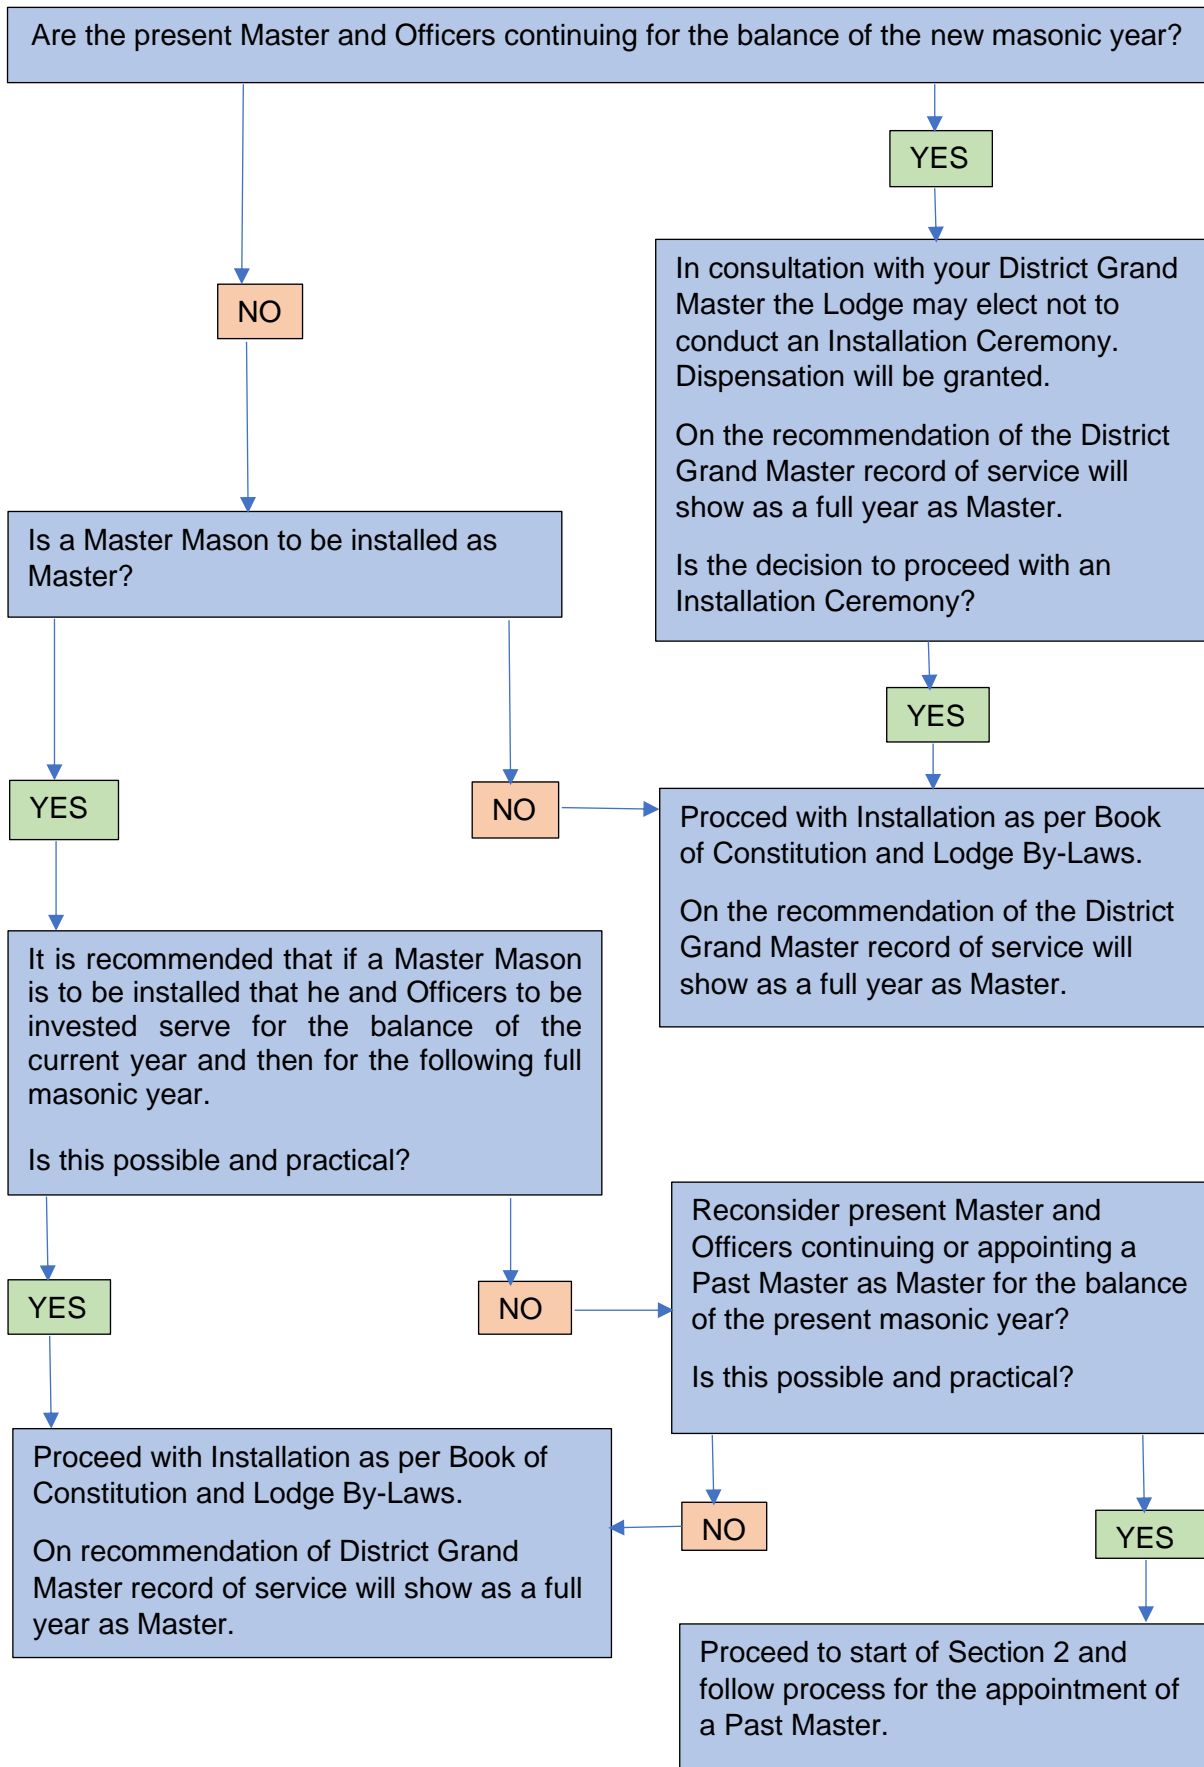 Are the present Master and Officers continuing for the balance of the new masonic year?
YES
In consultation with your District Grand
Master the Lodge may elect not to
conduct an Installation Ceremony.
Dispensation will be granted.
On the recommendation of the District
Grand Master record of service will
show as a full year as Master.
Is the decision to proceed with an
Installation Ceremony?
NO
Is a Master Mason to be installed as
Master?
YES
YES
NO
Procced with Installation as per Book
of Constitution and Lodge By-Laws.
On the recommendation of the District
Grand Master record of service will
show as a full year as Master.
It is recommended that if a Master Mason
is to be installed that he and Officers to be
invested serve for the balance of the
current year and then for the following full
masonic year.
Is this possible and practical?
YES
NO
Reconsider present Master and
Officers continuing or appointing a
Past Master as Master for the balance
of the present masonic year?
Is this possible and practical?
Proceed with Installation as per Book of
Constitution and Lodge By-Laws.
On recommendation of District Grand
Master record of service will show as a full
year as Master.
NO
YES
Proceed to start of Section 2 and
follow process for the appointment of
a Past Master.